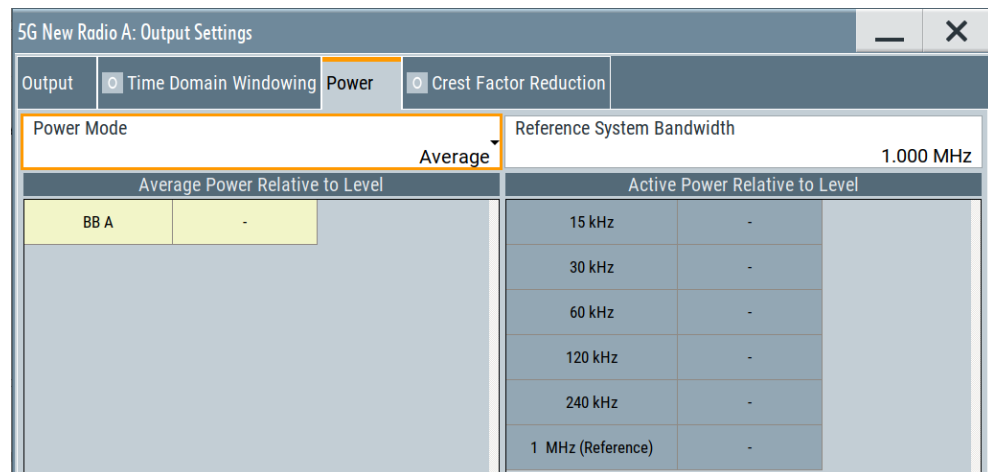 5G New Radio A: Output Settings
Output Time Domain Windowing Power Crest Factor Reduction
Power Mode
Average
Reference System Bandwidth
1.000 MHz
Average Power Relative to Level
BB A -
Active Power Relative to Level
15 kHz -
30 kHz -
60 kHz -
120 kHz -
240 kHz -
1 MHz (Reference) -